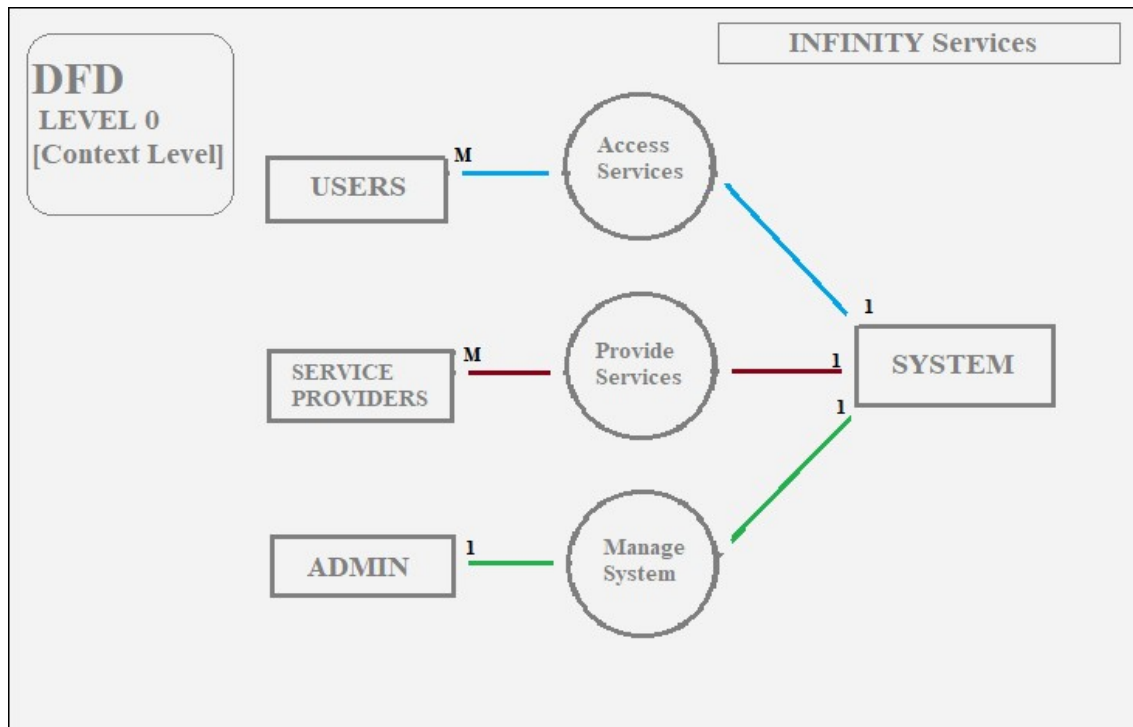 DFD
LEVEL 0
[Context Level]
INFINITY Services
USERS
M
Access
Services
1
SERVICE
PROVIDERS
M
Provide
Services
1
SYSTEM
1
ADMIN
1
Manage
System